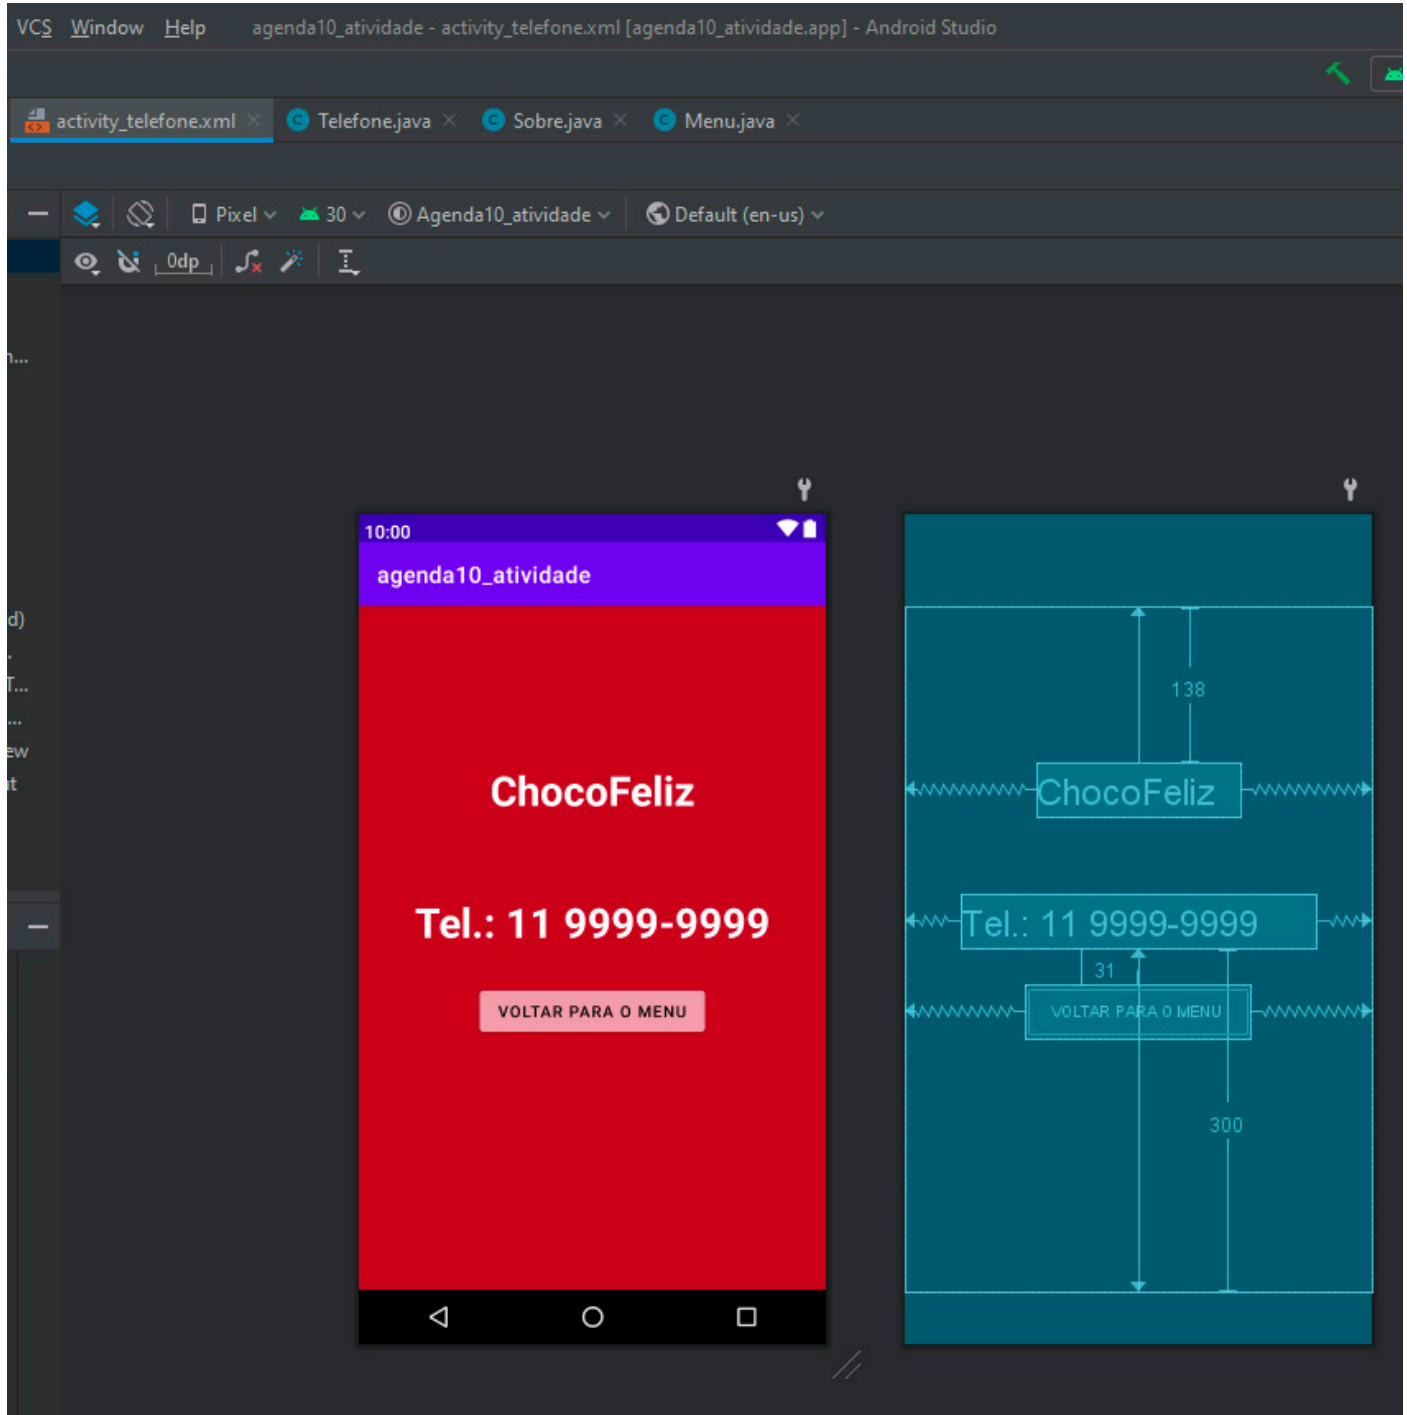 VCS Window Help agenda10_atividade - activity_telefone.xml [agenda10_atividade.app] - Android Studio
activity_telefone.xml Telefone.java Sobre.java Menu.java
Pixel 30 Agenda10_atividade Default (en-us)
0dp
10:00
agenda10_atividade
ChocoFeliz
Tel.: 11 9999-9999
VOLTAR PARA O MENU
138
ChocoFeliz
Tel.: 11 9999-9999
31
VOLTAR PARA O MENU
300